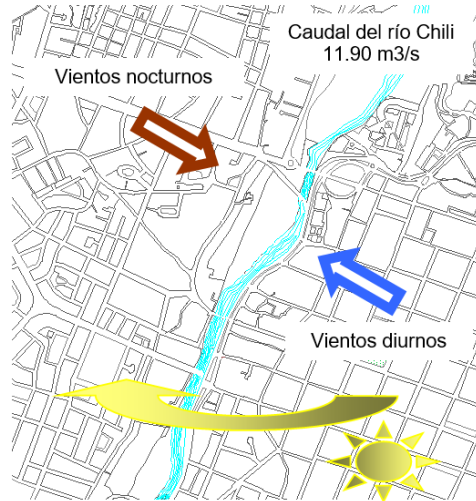 Caudal del río Chili
11.90 m3/s
Vientos nocturnos
Vientos diurnos